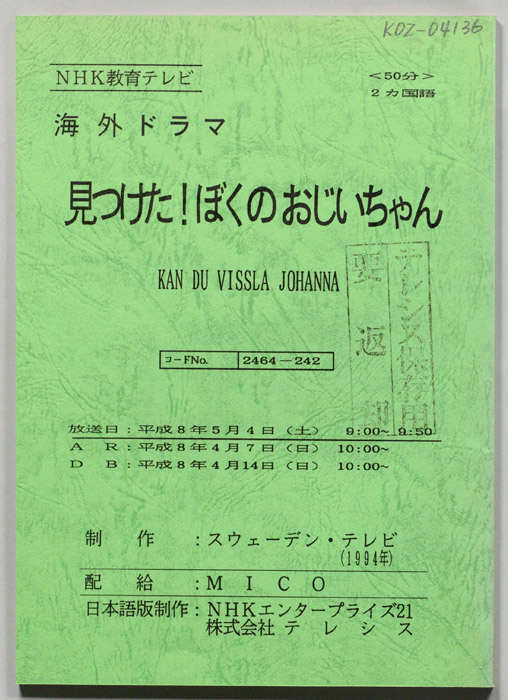 KOZ-04136
NHK教育テレビ
<50分>
2カ国語
海外ドラマ
見つけた!ぼくのおじいちゃん
KAN DU VISSLA JOHANNA
テレシス保存用
要返却
コードNo. 2464-242
放送日:平成8年5月4日(土) 9:00~9:50
AR:平成8年4月7日(日) 10:00~
DB:平成8年4月14日(日) 10:00~
制作:スウェーデン・テレビ
(1994年)
配給:MICO
日本語版制作:NHKエンタープライズ21
株式会社テレシス